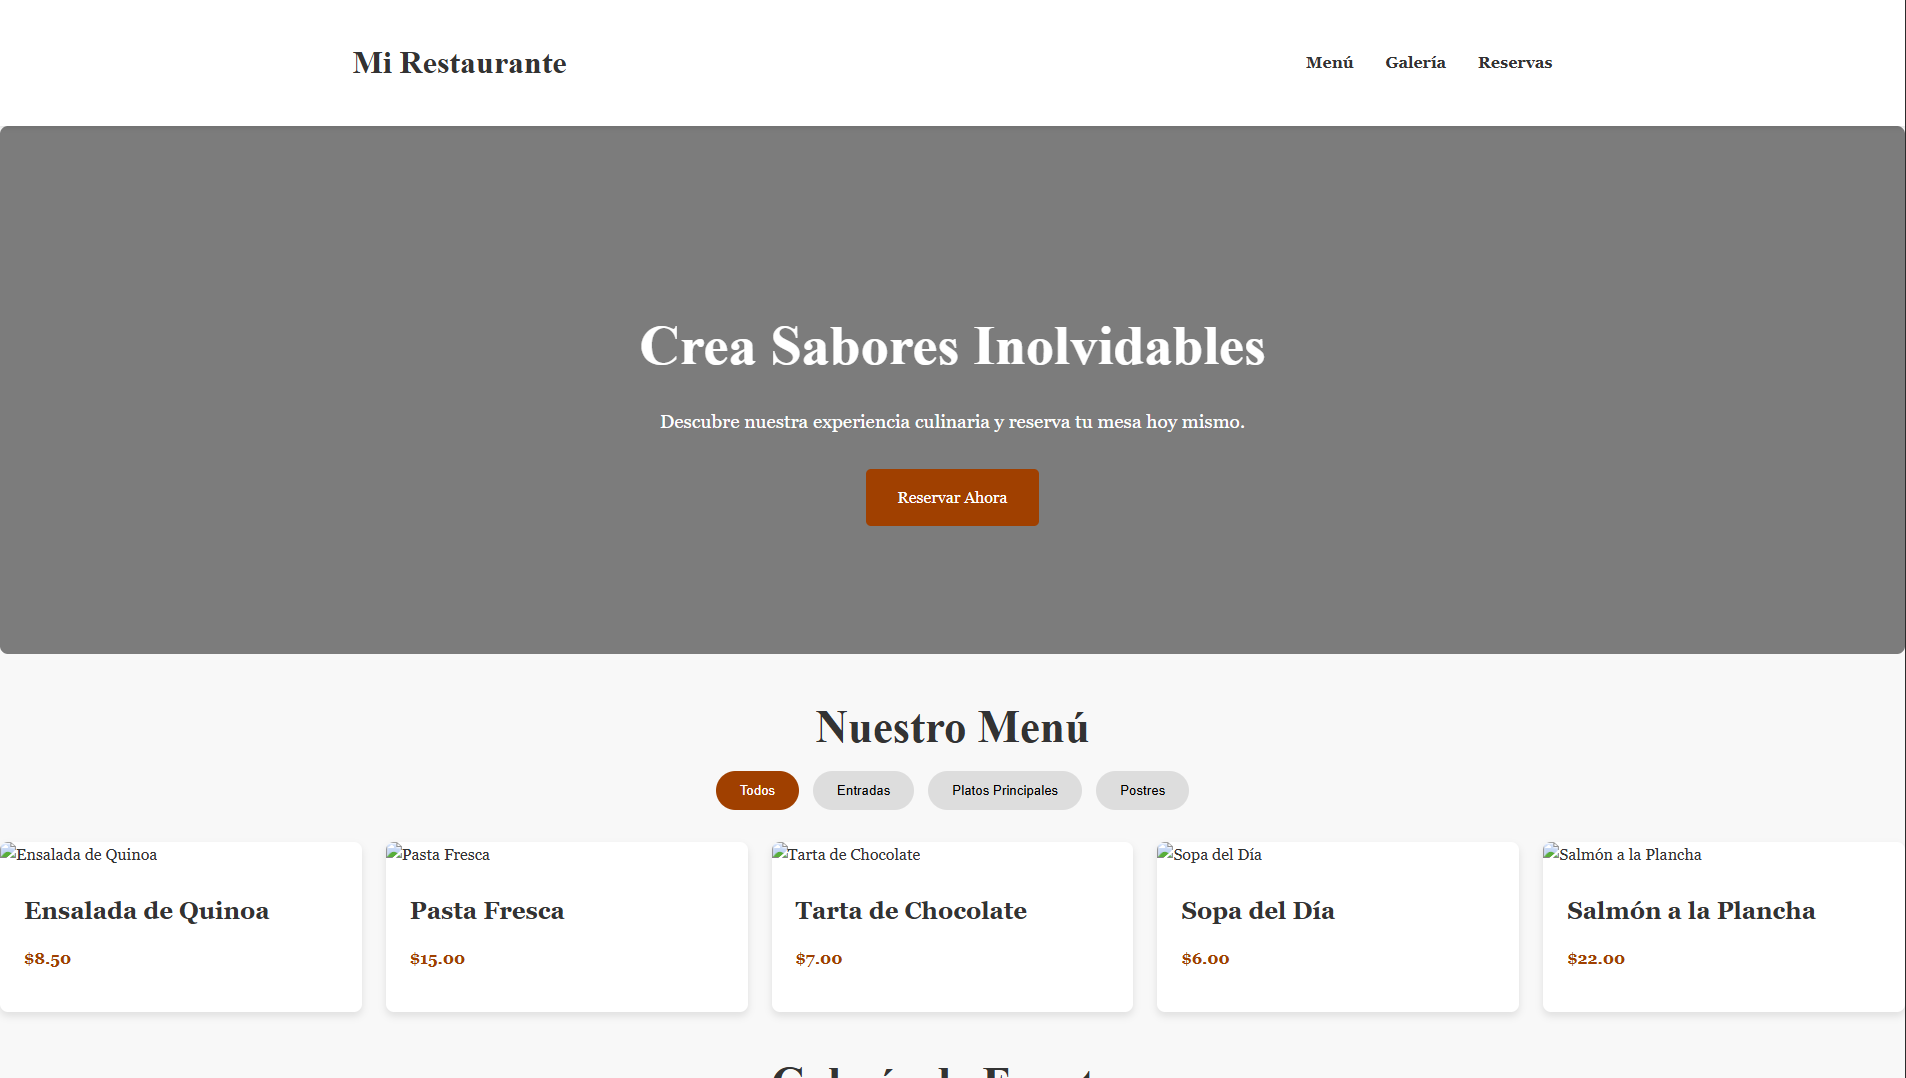 Mi Restaurante
Menú Galería Reservas
Crea Sabores Inolvidables
Descubre nuestra experiencia culinaria y reserva tu mesa hoy mismo.
Reservar Ahora
Nuestro Menú
Todos Entradas Platos Principales Postres
Ensalada de Quinoa
Ensalada de Quinoa
$8.50
Pasta Fresca
Pasta Fresca
$15.00
Tarta de Chocolate
Tarta de Chocolate
$7.00
Sopa del Día
Sopa del Día
$6.00
Salmón a la Plancha
Salmón a la Plancha
$22.00